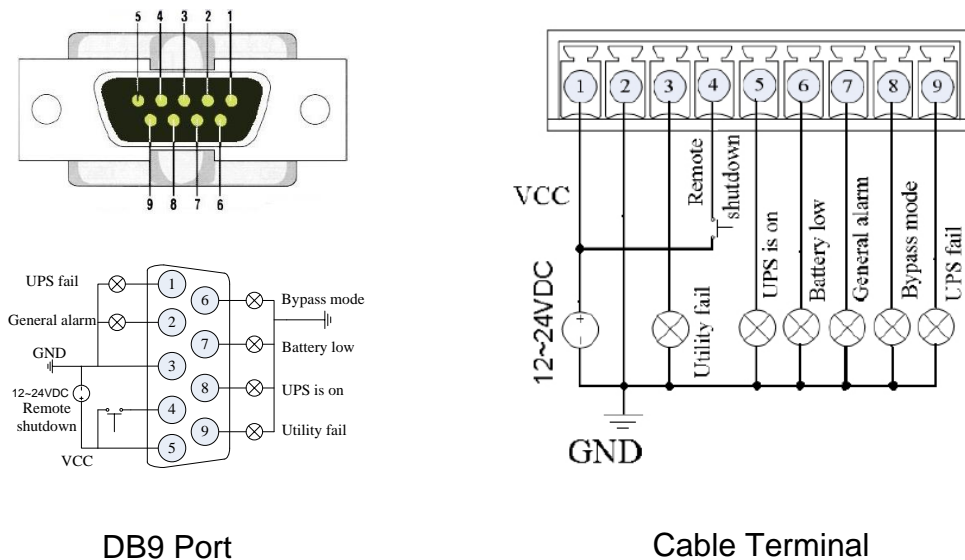 5 4 3 2 1
9 8 7 6
UPS fail
General alarm
GND
12~24VDC
Remote
shutdown
VCC
1
2
3
4
5
6
7
8
9
Bypass mode
Battery low
UPS is on
Utility fail
DB9 Port
1 2 3 4 5 6 7 8 9
VCC
Remote
shutdown
12~24VDC
Utility fail
UPS is on
Battery low
General alarm
Bypass mode
UPS fail
GND
Cable Terminal